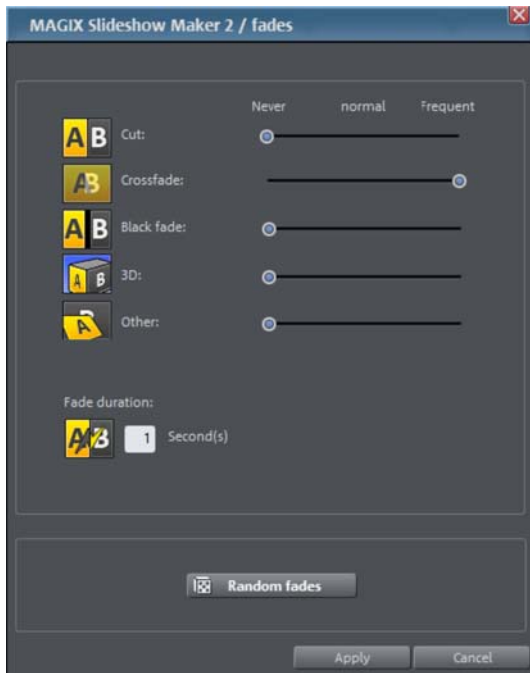 MAGIX Slideshow Maker 2 / fades
Never normal Frequent
A B Cut:
AB Crossfade:
A B Black fade:
A B 3D:
A Other:
Fade duration:
A B 1 Second(s)
Random fades
Apply Cancel